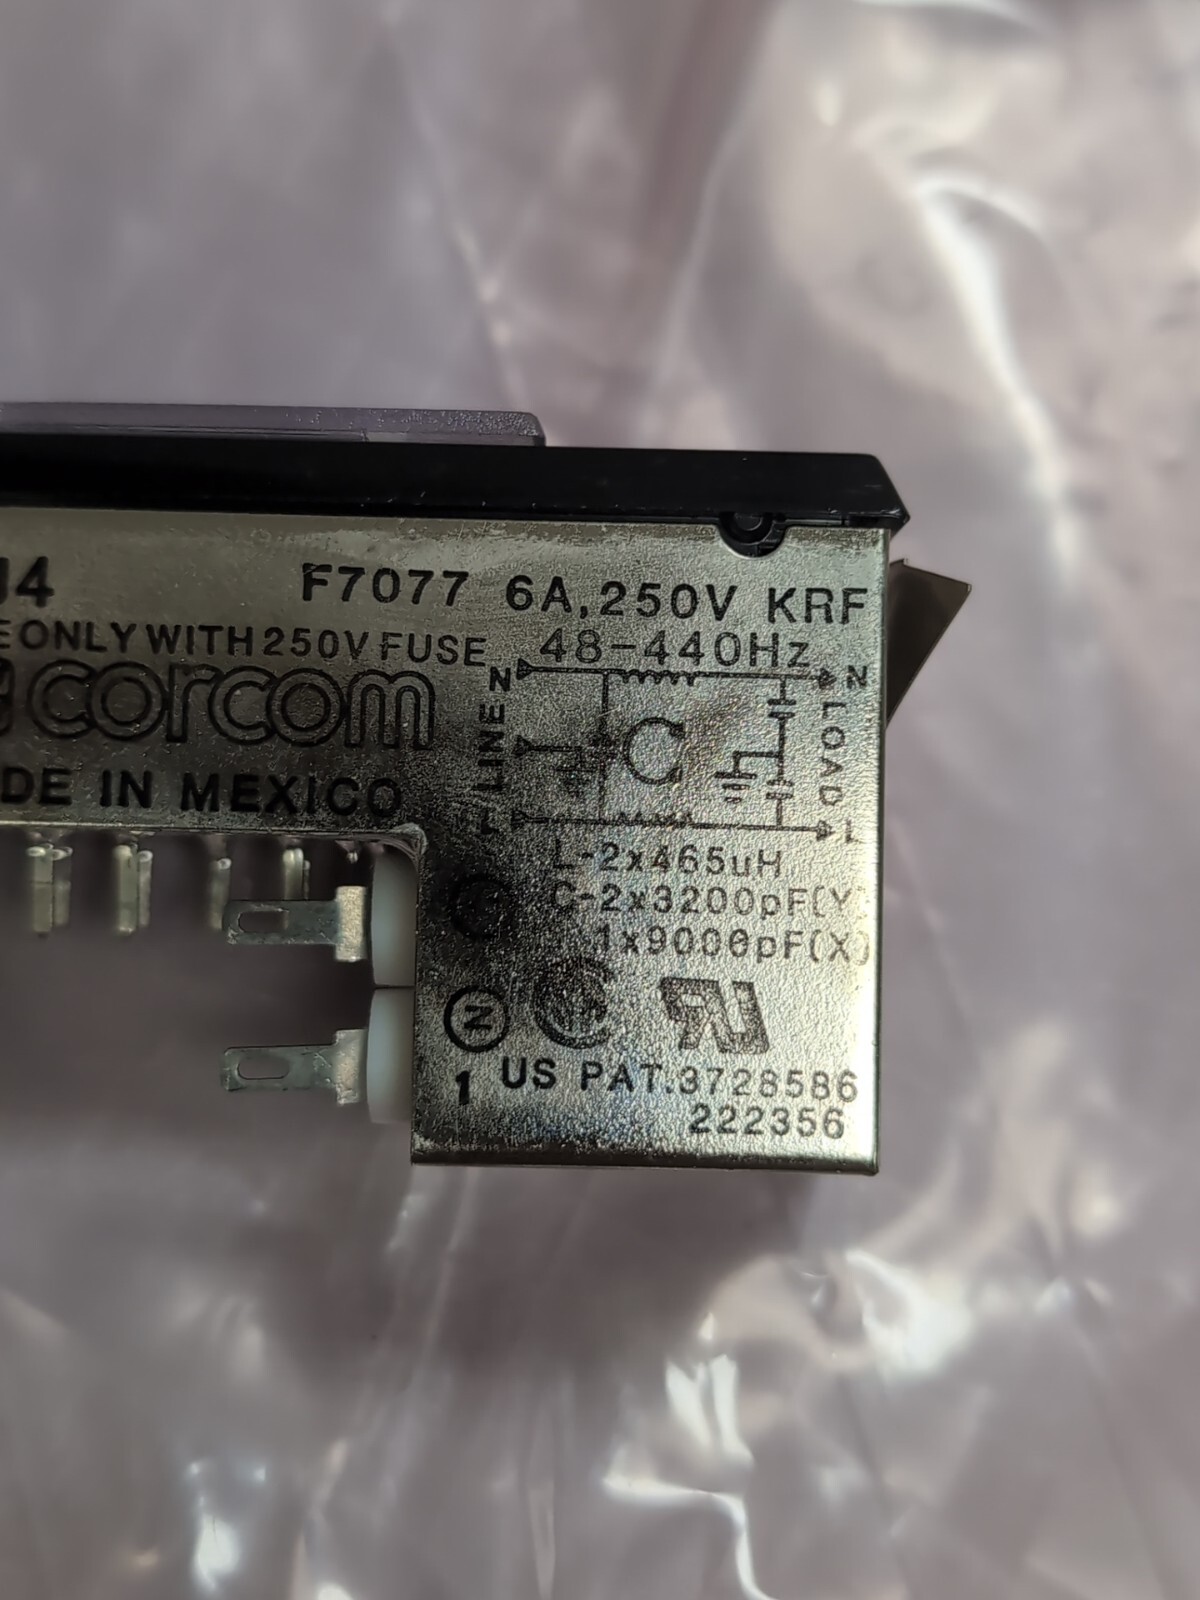 J4 F7077 6A, 250V KRF
E ONLY WITH 250V FUSE 48-440Hz
corcom
DE IN MEXICO
LINE N
N LOAD L
C
L-2x465uH
C-2x3200pF(Y)
1x9000pF(X)
N
1
US PAT. 3728586
222356